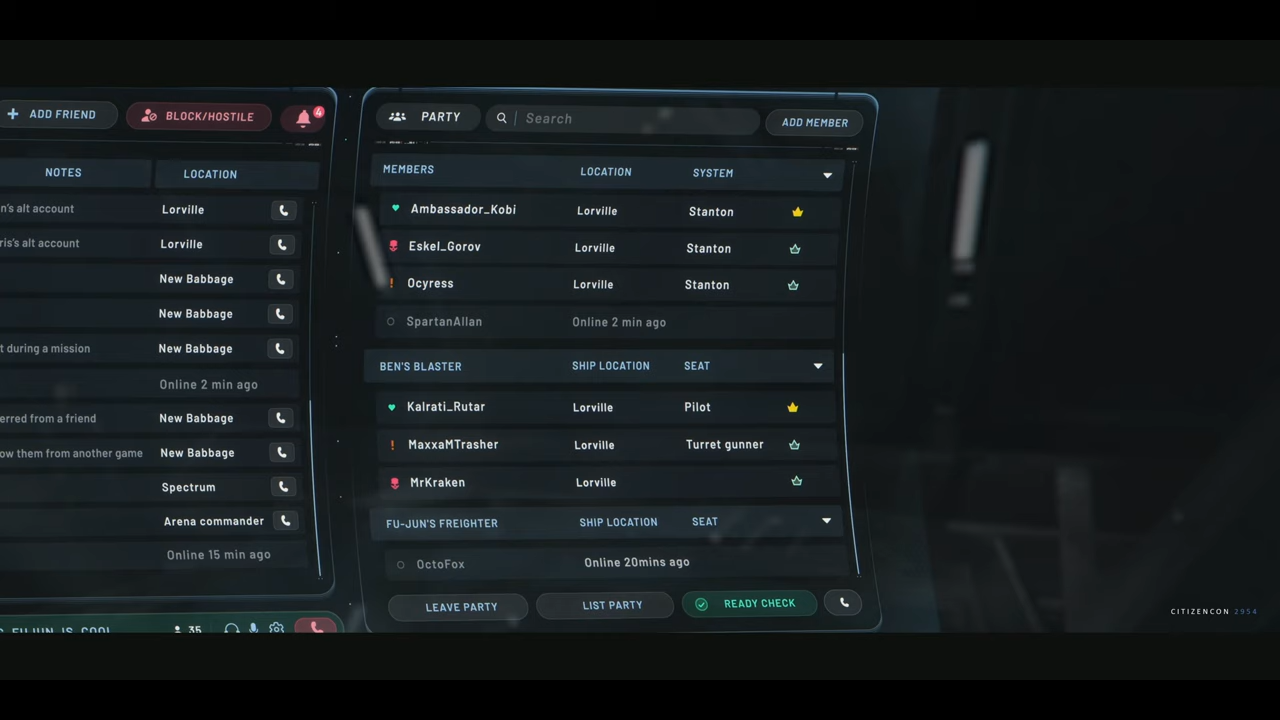 ADD FRIEND
BLOCK/HOSTILE
4
NOTES LOCATION
n's alt account Lorville
ris's alt account Lorville
New Babbage
New Babbage
t during a mission New Babbage
Online 2 min ago
erred from a friend New Babbage
ow them from another game New Babbage
Spectrum
Arena commander
Online 15 min ago
FU JUN IS COOL 35
PARTY Search ADD MEMBER
MEMBERS LOCATION SYSTEM
Ambassador_Kobi Lorville Stanton
Eskel_Gorov Lorville Stanton
! Ocyress Lorville Stanton
SpartanAllan Online 2 min ago
BEN'S BLASTER SHIP LOCATION SEAT
Kalrati_Rutar Lorville Pilot
! MaxxaMTrasher Lorville Turret gunner
MrKraken Lorville
FU-JUN'S FREIGHTER SHIP LOCATION SEAT
OctoFox Online 20mins ago
LEAVE PARTY LIST PARTY READY CHECK
CITIZENCON 2954